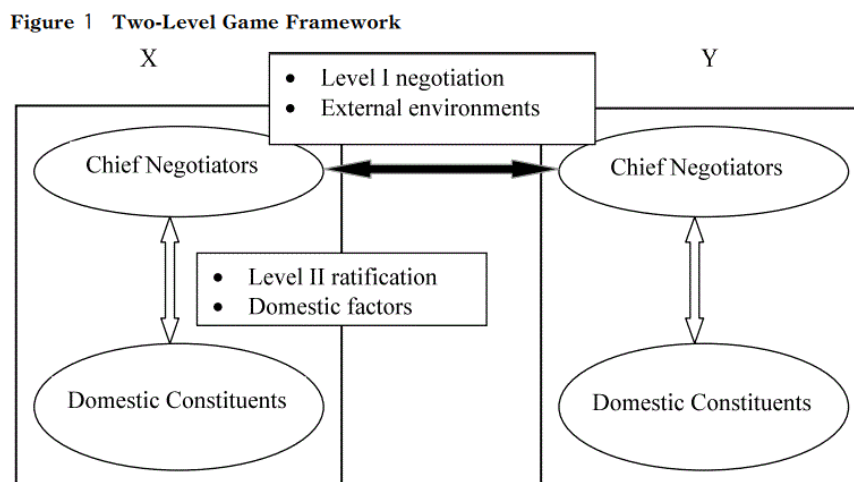 Figure 1 Two-Level Game Framework
X
Y
• Level I negotiation
• External environments
Chief Negotiators
Chief Negotiators
• Level II ratification
• Domestic factors
Domestic Constituents
Domestic Constituents